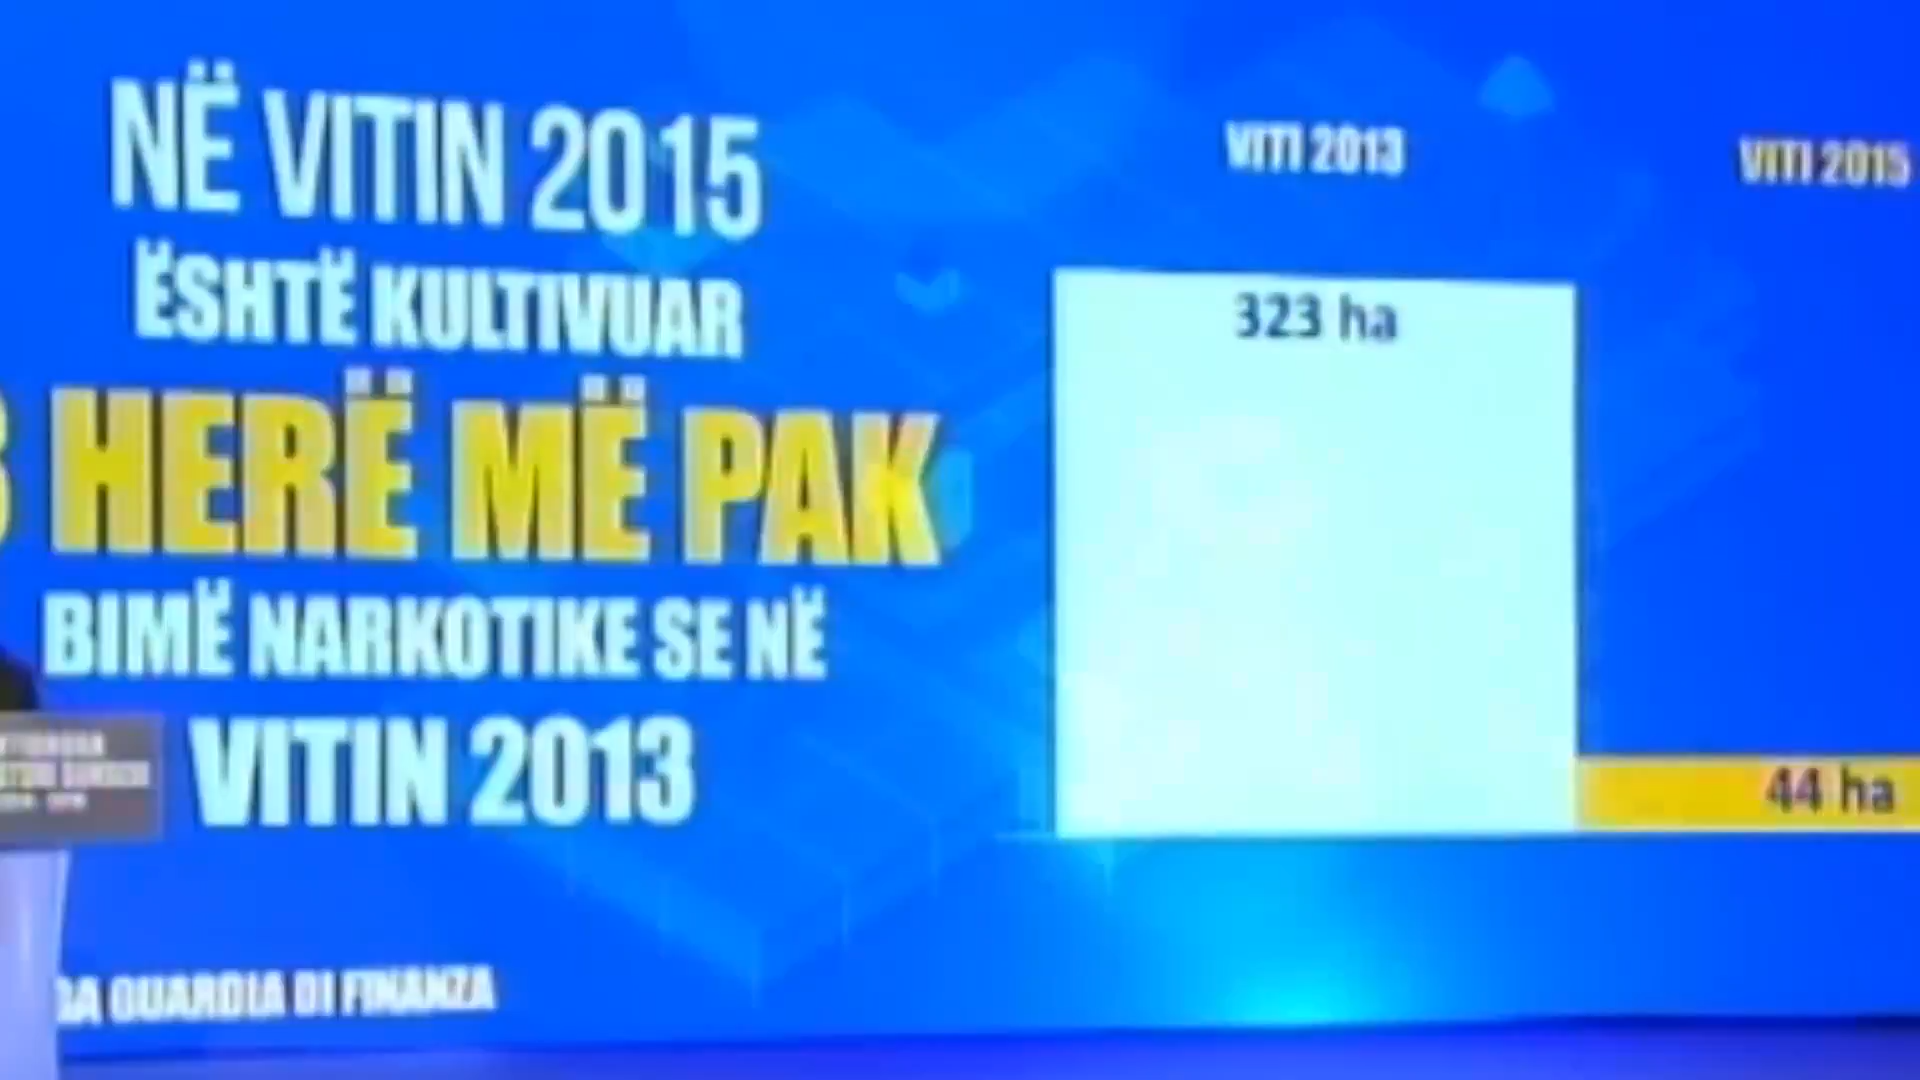 NË VITIN 2015
ËSHTË KULTIVUAR
HERË MË PAK
BIMË NARKOTIKE SE NË
VITIN 2013
GA GUARDIA DI FINANZA
VITI 2013
VITI 2015
323 ha
44 ha